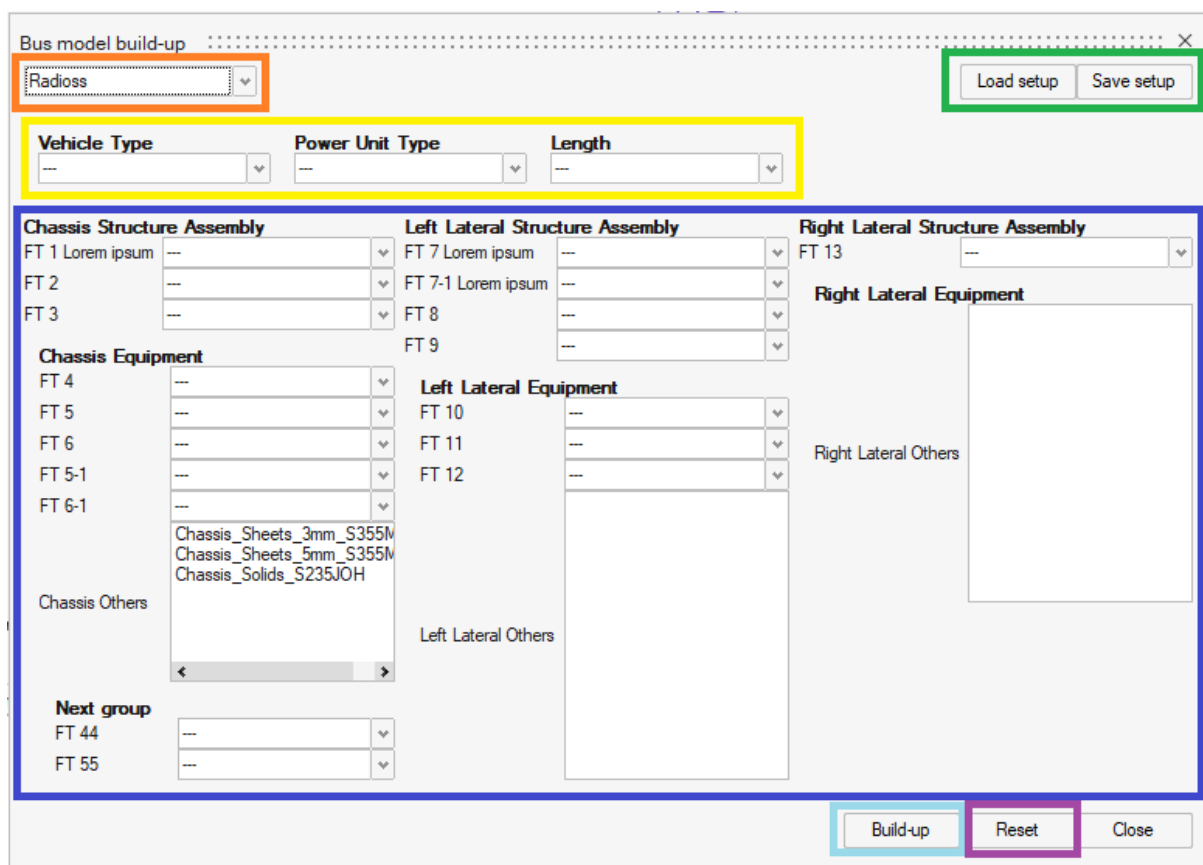 Bus model build-up
Radioss
Load setup Save setup
Vehicle Type Power Unit Type Length
--- --- ---
Chassis Structure Assembly
FT 1 Lorem ipsum ---
FT 2 ---
FT 3 ---
Chassis Equipment
FT 4 ---
FT 5 ---
FT 6 ---
FT 5-1 ---
FT 6-1 ---
Chassis_Sheets_3mm_S355M
Chassis_Sheets_5mm_S355M
Chassis_Solids_S235JOH
Chassis Others
Next group
FT 44 ---
FT 55 ---
Left Lateral Structure Assembly
FT 7 Lorem ipsum ---
FT 7-1 Lorem ipsum ---
FT 8 ---
FT 9 ---
Left Lateral Equipment
FT 10 ---
FT 11 ---
FT 12 ---
Left Lateral Others
Right Lateral Structure Assembly
FT 13 ---
Right Lateral Equipment
Right Lateral Others
Build-up Reset Close